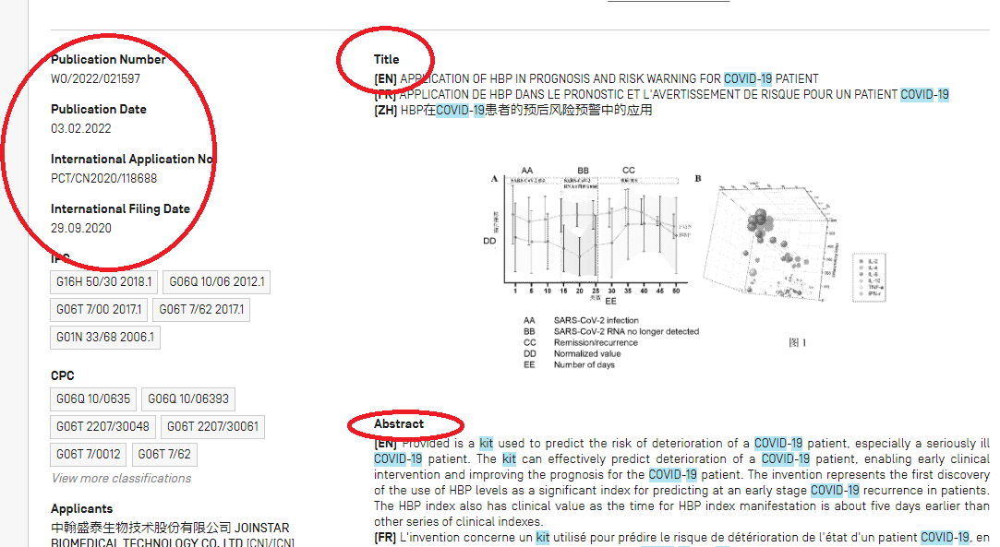 Publication Number
WO/2022/021597
Publication Date
03.02.2022
International Application No
PCT/CN2020/118688
International Filing Date
29.09.2020
IPC
G16H 50/30 2018.1 G06Q 10/06 2012.1
G06T 7/00 2017.1 G06T 7/62 2017.1
G01N 33/68 2006.1
CPC
G06Q 10/0635 G06Q 10/06393
G06T 2207/30048 G06T 2207/30061
G06T 7/0012 G06T 7/62
View more classifications
Applicants
中翰盛泰生物技术股份有限公司 JOINSTAR
BIOMEDICAL TECHNOLOGY CO. LTD [CN]/[CN]
Title
[EN] APPLICATION OF HBP IN PROGNOSIS AND RISK WARNING FOR COVID-19 PATIENT
[FR] APPLICATION DE HBP DANS LE PRONOSTIC ET L'AVERTISSEMENT DE RISQUE POUR UN PATIENT COVID-19
[ZH] HBP在COVID-19患者的预后风险预警中的应用
A
AA BB CC
SARS-CoV-2
DD
1 5 10 15 20 25 30 35 40 45 50
天数 EE
B
IL-2
IL-4
IL-6
IL-10
TNF-a
IFN-r
AA SARS-CoV-2 infection
BB SARS-CoV-2 RNA no longer detected
CC Remission/recurrence
DD Normalized value
EE Number of days
图 1
Abstract
[EN] Provided is a kit used to predict the risk of deterioration of a COVID-19 patient, especially a seriously ill
COVID-19 patient. The kit can effectively predict deterioration of a COVID-19 patient, enabling early clinical
intervention and improving the prognosis for the COVID-19 patient. The invention represents the first discovery
of the use of HBP levels as a significant index for predicting at an early stage COVID-19 recurrence in patients.
The HBP index also has clinical value as the time for HBP index manifestation is about five days earlier than
other series of clinical indexes.
[FR] L'invention concerne un kit utilisé pour prédire le risque de détérioration de l'état d'un patient COVID-19, en